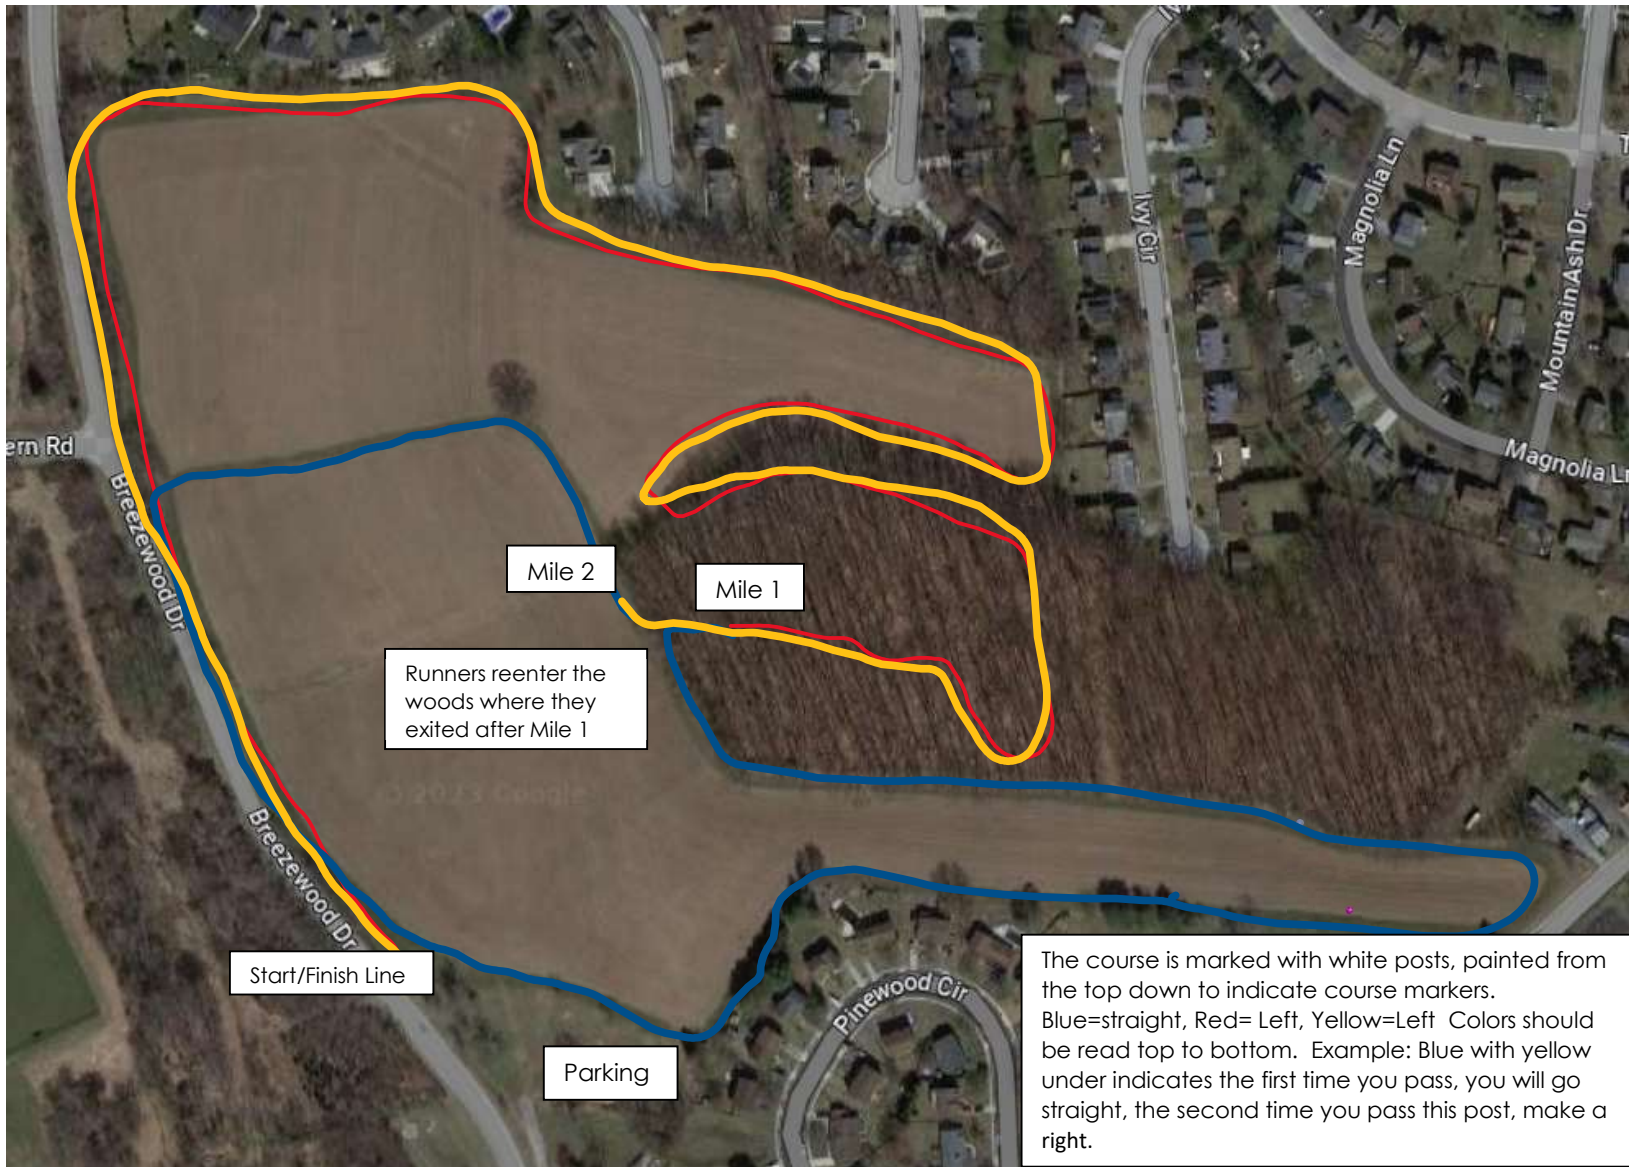 Ivy Cir
Magnolia Ln
Mountain Ash Dr
Magnolia Ln
ern Rd
Breezewood Dr
Mile 2
Mile 1
Runners reenter the
woods where they
exited after Mile 1
Breezewood Dr
Start/Finish Line
Pinewood Cir
Parking
The course is marked with white posts, painted from
the top down to indicate course markers.
Blue=straight, Red= Left, Yellow=Left Colors should
be read top to bottom. Example: Blue with yellow
under indicates the first time you pass, you will go
straight, the second time you pass this post, make a
right.